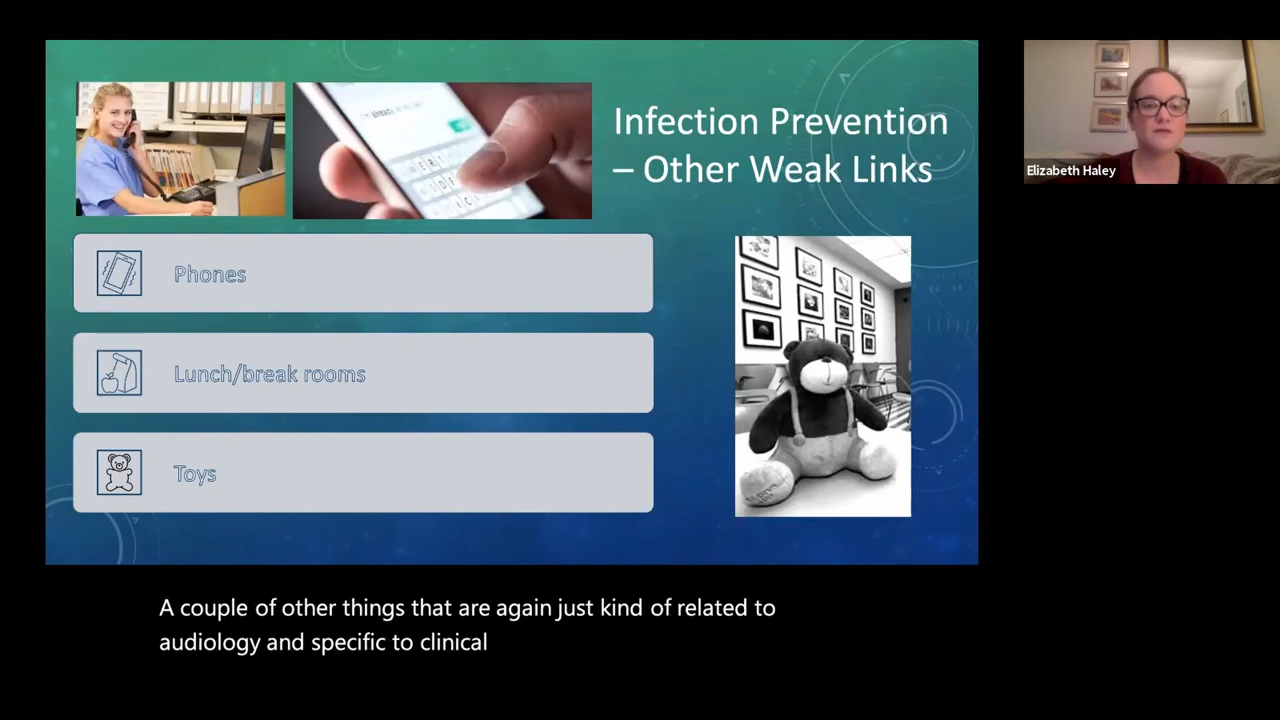 Infection Prevention
– Other Weak Links
Elizabeth Haley
Phones
Lunch/break rooms
Toys
A couple of other things that are again just kind of related to
audiology and specific to clinical